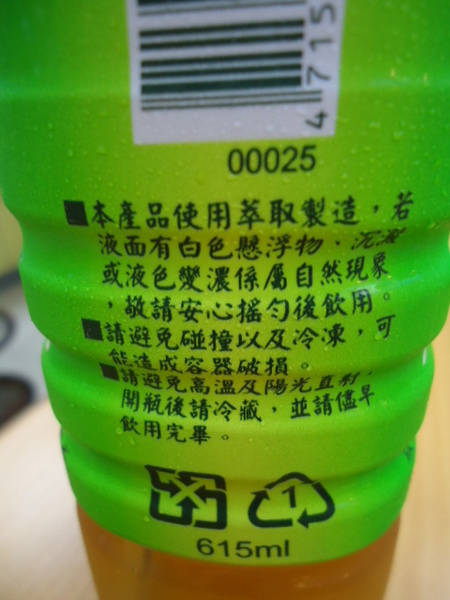 4 715
00025
■本產品使用萃取製造，若
液面有白色懸浮物、沉澱
或液色變濃係屬自然現象
，敬請安心搖勻後飲用。
■請避免碰撞以及冷凍，可
能造成容器破損。
■請避免高溫及陽光直射，
開瓶後請冷藏，並請儘早
飲用完畢。
1
615ml